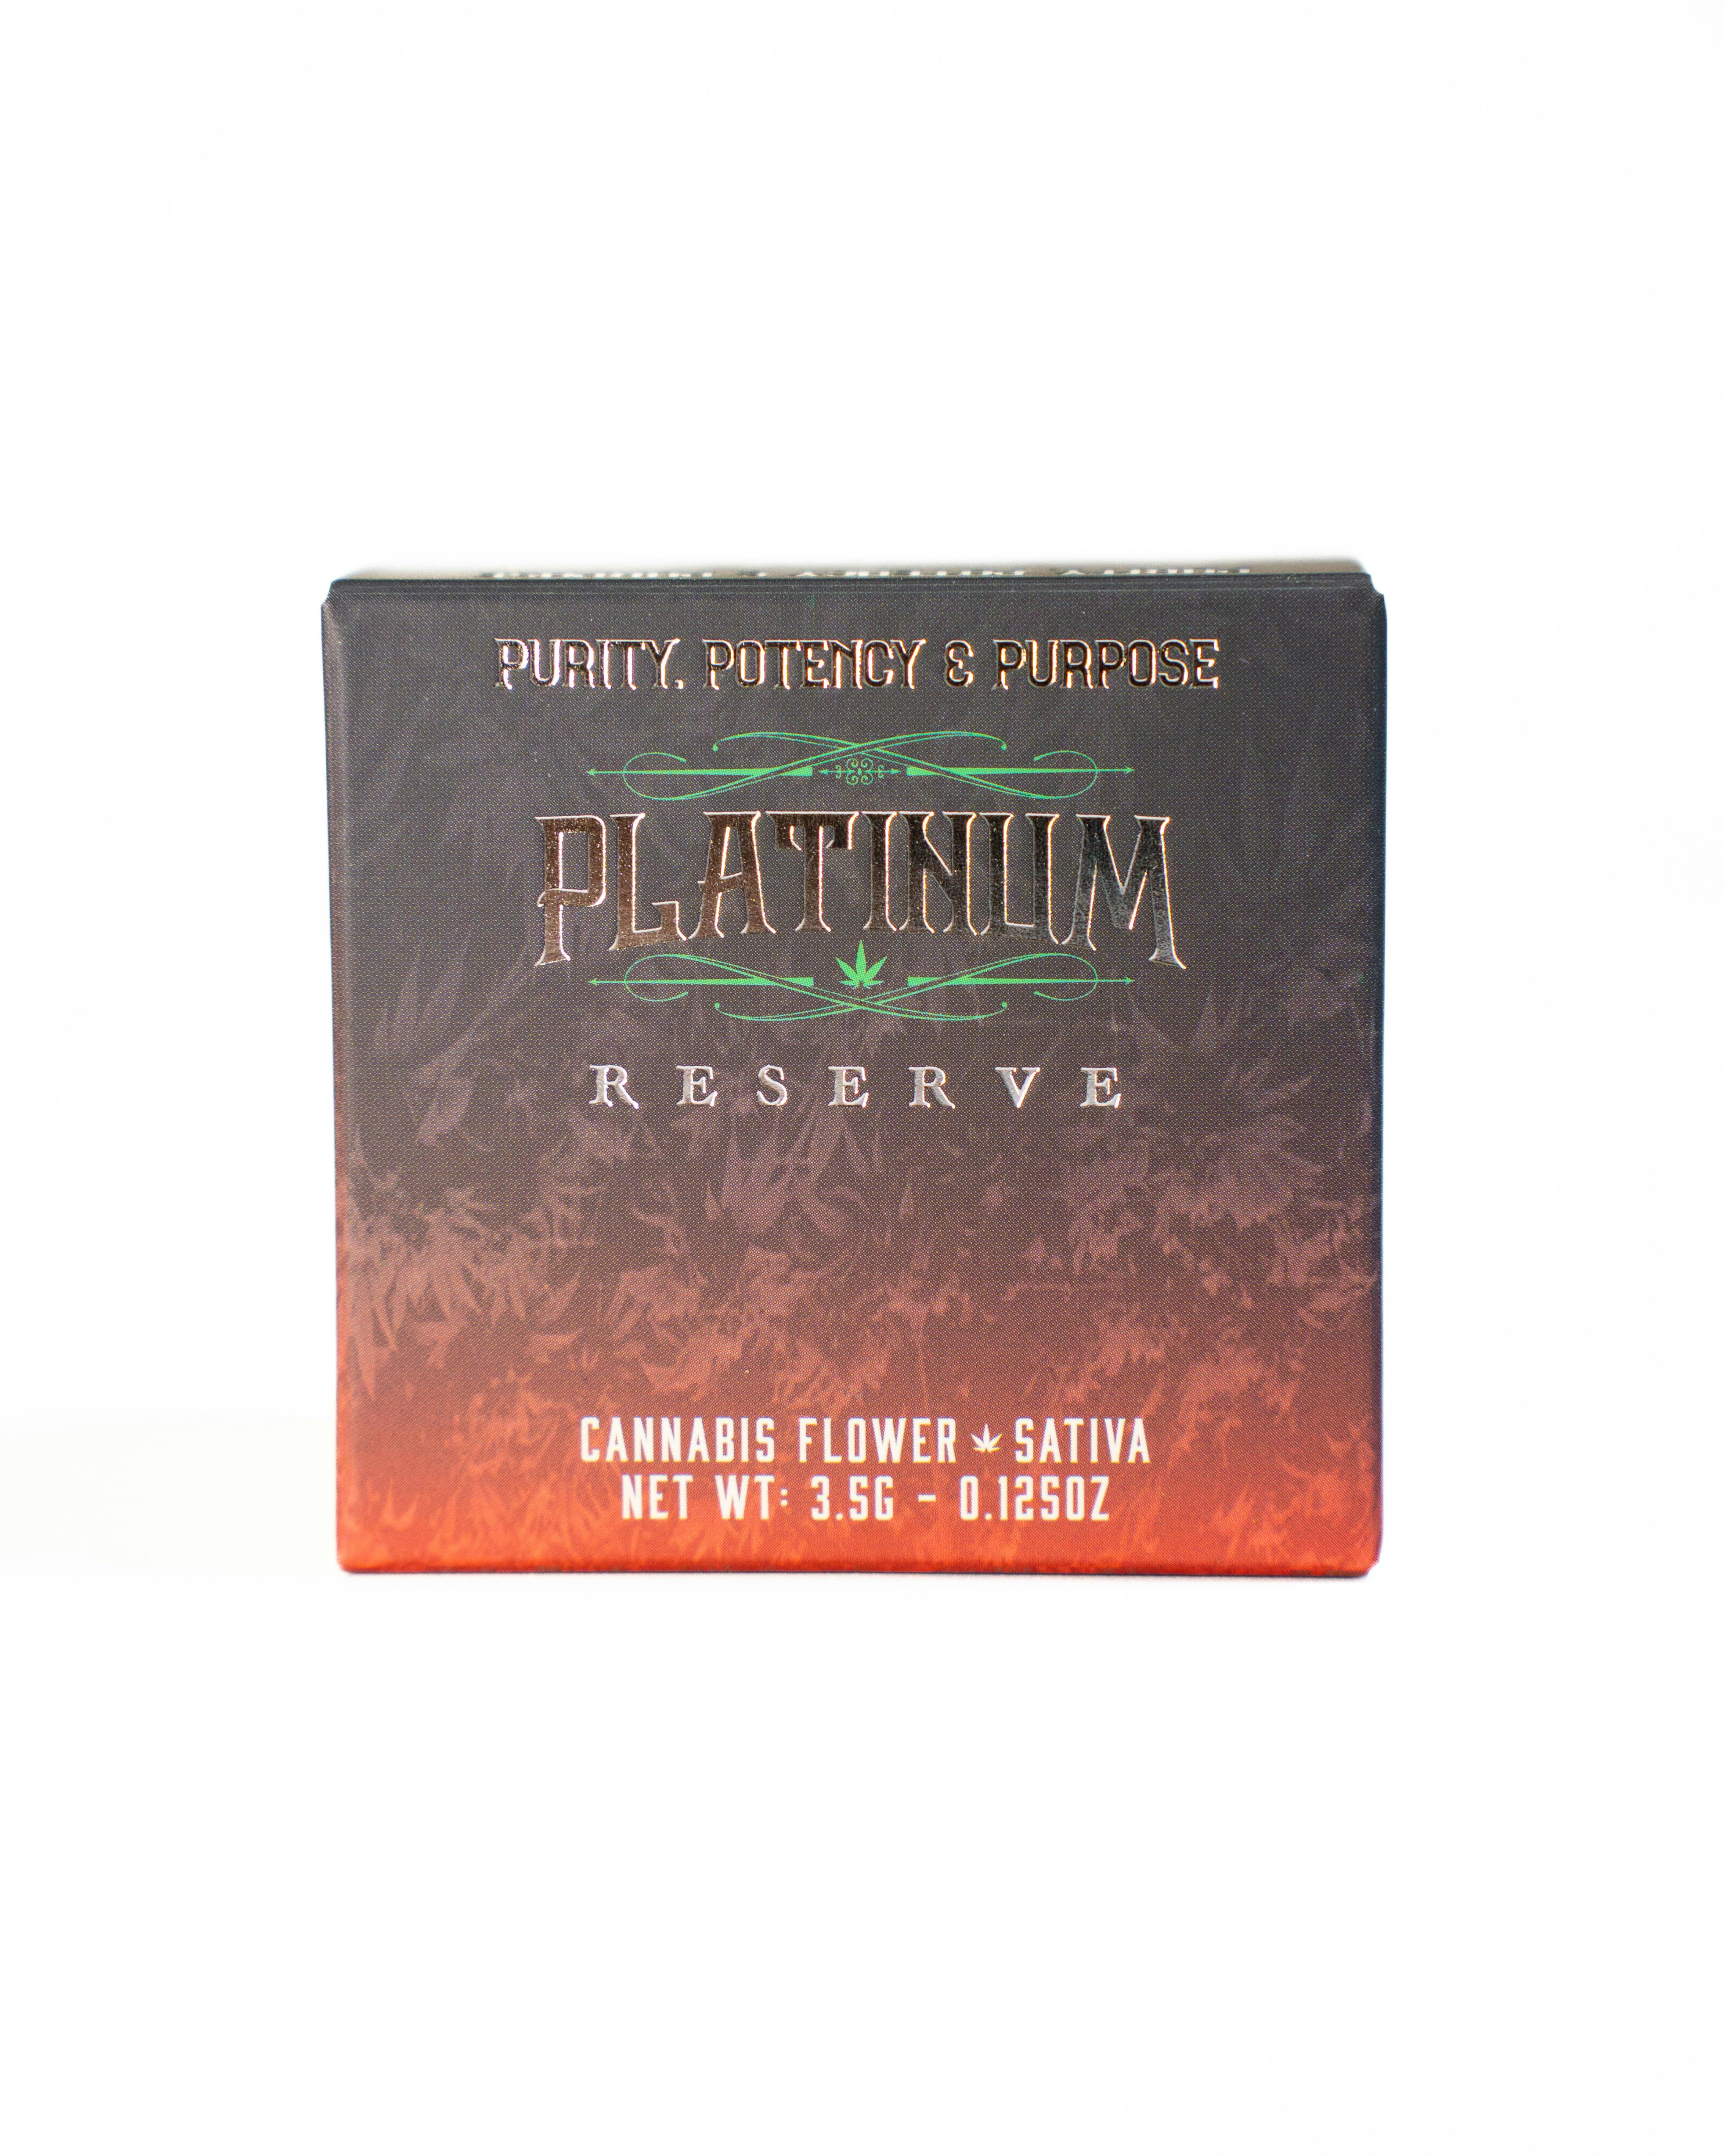 PURITY, POTENCY & PURPOSE
PLATINUM
RESERVE
CANNABIS FLOWER SATIVA
NET WT: 3.5G - 0.125OZ